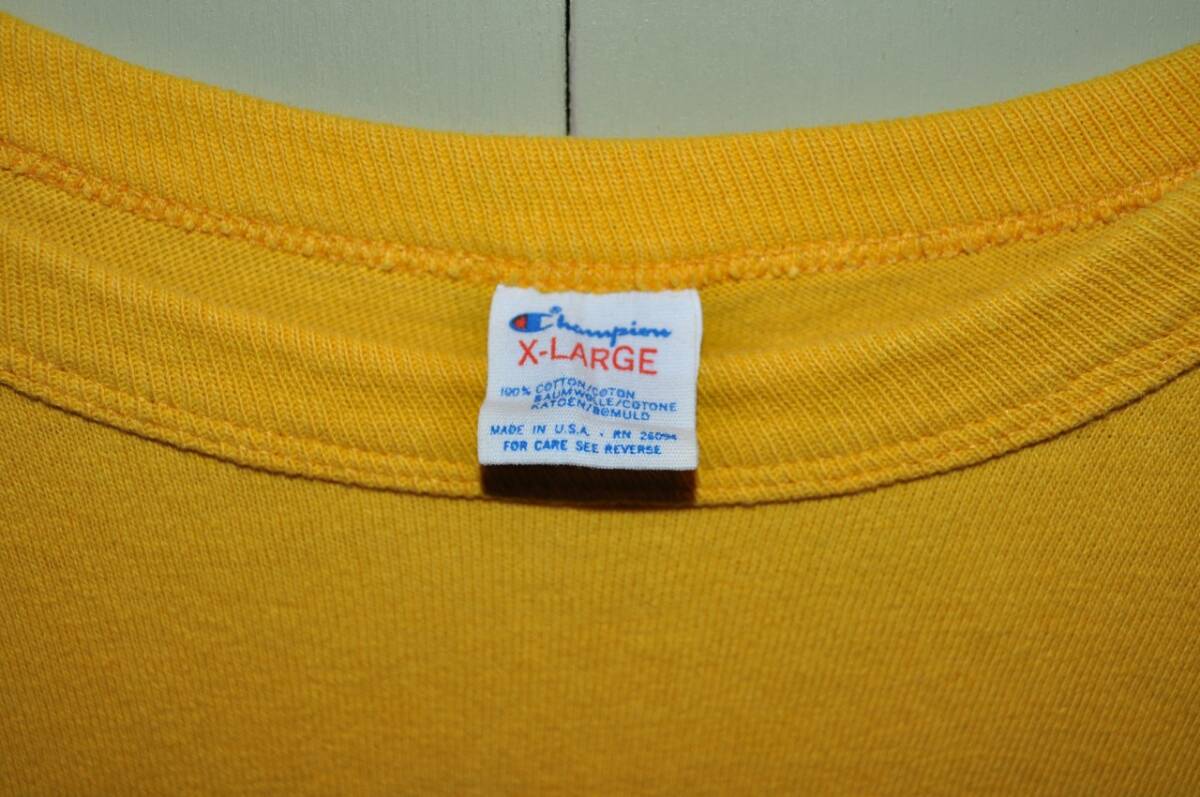 Champion®
X-LARGE
100% COTTON/COTON
BAUMWOLLE/COTONE
KATOEN/BOMULD
MADE IN U.S.A. • RN 26094
FOR CARE SEE REVERSE